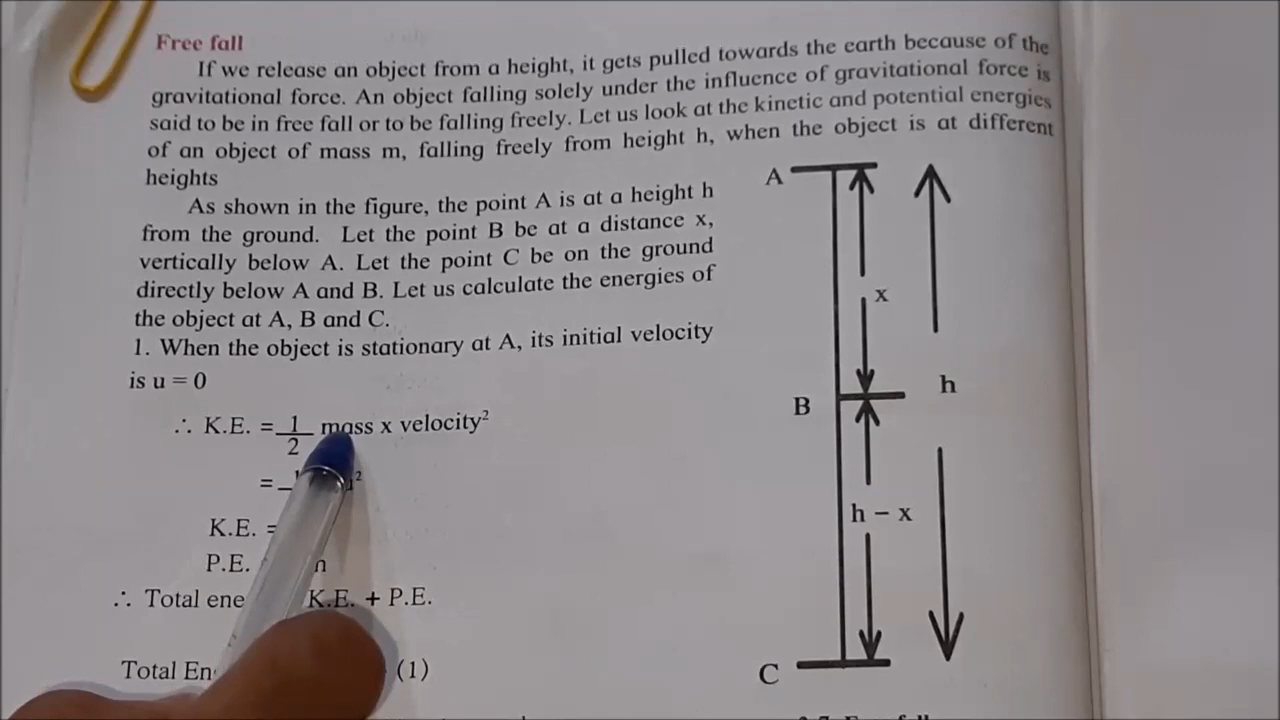 Free fall
If we release an object from a height, it gets pulled towards the earth because of the
gravitational force. An object falling solely under the influence of gravitational force is
said to be in free fall or to be falling freely. Let us look at the kinetic and potential energies
of an object of mass m, falling freely from height h, when the object is at different
heights
As shown in the figure, the point A is at a height h
from the ground. Let the point B be at a distance x,
vertically below A. Let the point C be on the ground
directly below A and B. Let us calculate the energies of
the object at A, B and C.
1. When the object is stationary at A, its initial velocity
is u = 0
∴ K.E. = 1/2 mass x velocity²
=
K.E. =
P.E.
∴ Total K.E. + P.E.
Total (1)
A
x
B
h
h – x
C